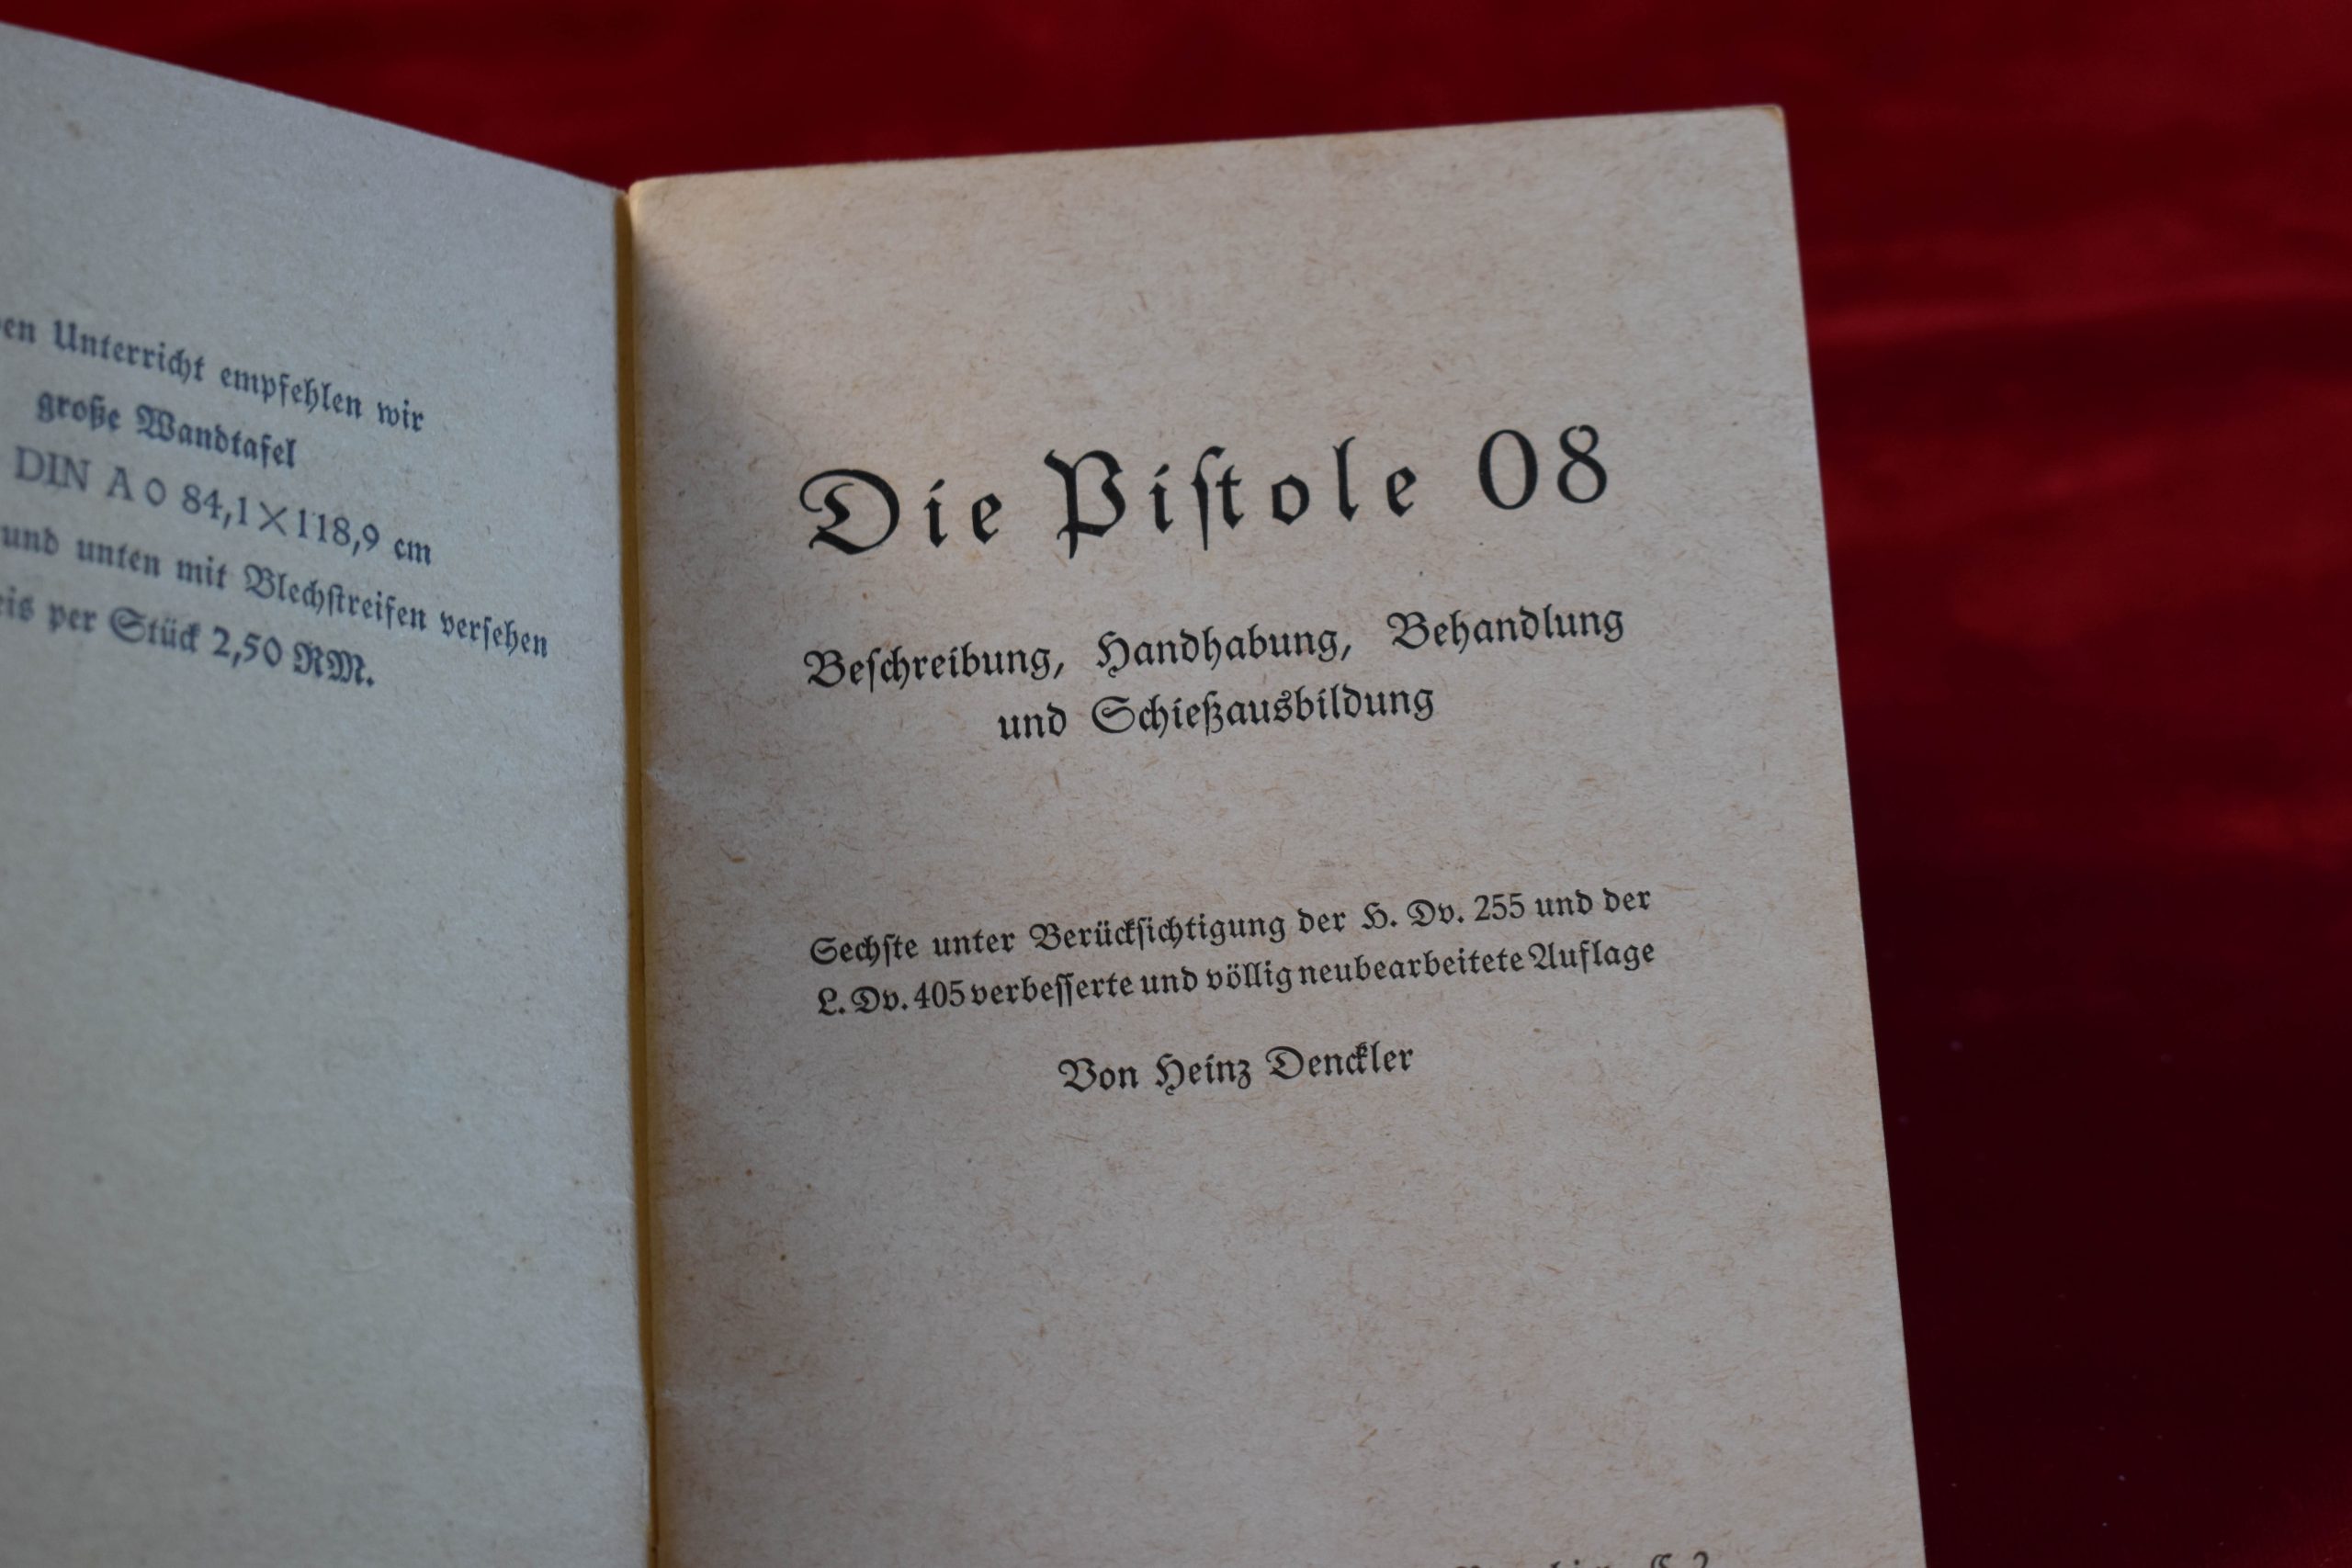 Unterricht empfehlen wir
große Wandtafel
DIN A 0 84,1×118,9 cm
und unten mit Blechſtreifen verſehen
per Stück 2,50 RM.
Die Piſtole 08
Beſchreibung, Handhabung, Behandlung
und Schießausbildung
Sechſte unter Berückſichtigung der H. Dv. 255 und der
L. Dv. 405 verbeſſerte und völlig neubearbeitete Auflage
Von Heinz Denckler